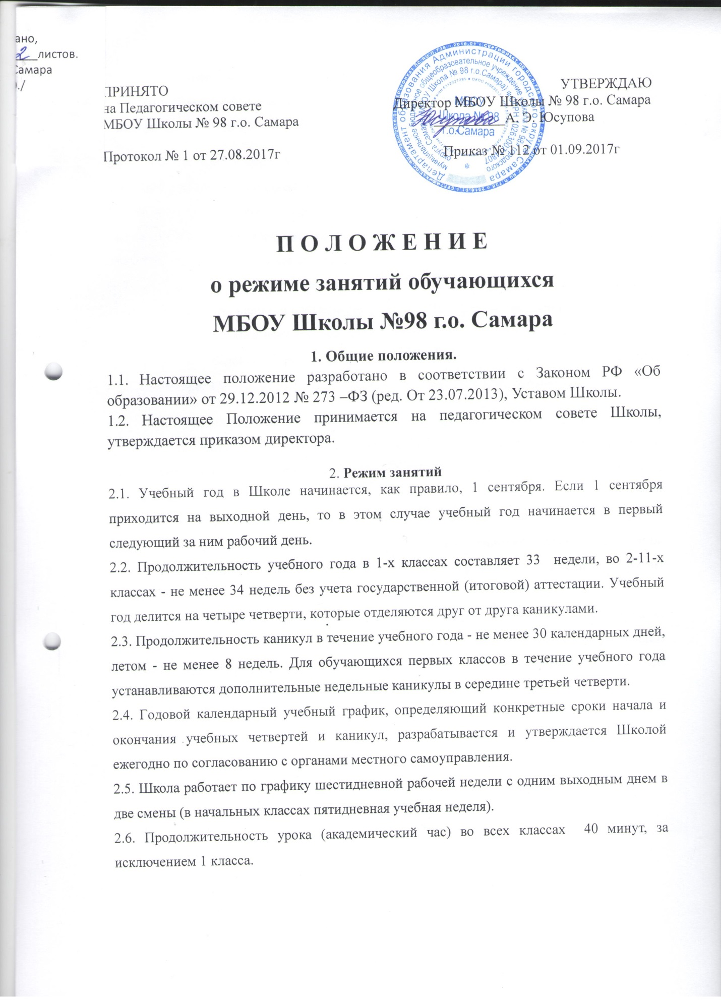 ано,
2 листов.
Самара
./
ПРИНЯТО
на Педагогическом совете
МБОУ Школы № 98 г.о. Самара
Протокол № 1 от 27.08.2017г
УТВЕРЖДАЮ
Директор МБОУ Школы № 98 г.о. Самара
А. Э. Юсупова
Приказ № 112 от 01.09.2017г
МБОУ
Школа № 98
г.о.Самара
Департамент образования Администрации городского округа Самара
П О Л О Ж Е Н И Е
о режиме занятий обучающихся
МБОУ Школы №98 г.о. Самара
1. Общие положения.
1.1. Настоящее положение разработано в соответствии с Законом РФ «Об
образовании» от 29.12.2012 № 273 –ФЗ (ред. От 23.07.2013), Уставом Школы.
1.2. Настоящее Положение принимается на педагогическом совете Школы,
утверждается приказом директора.
2. Режим занятий
2.1. Учебный год в Школе начинается, как правило, 1 сентября. Если 1 сентября
приходится на выходной день, то в этом случае учебный год начинается в первый
следующий за ним рабочий день.
2.2. Продолжительность учебного года в 1-х классах составляет 33 недели, во 2-11-х
классах - не менее 34 недель без учета государственной (итоговой) аттестации. Учебный
год делится на четыре четверти, которые отделяются друг от друга каникулами.
2.3. Продолжительность каникул в течение учебного года - не менее 30 календарных дней,
летом - не менее 8 недель. Для обучающихся первых классов в течение учебного года
устанавливаются дополнительные недельные каникулы в середине третьей четверти.
2.4. Годовой календарный учебный график, определяющий конкретные сроки начала и
окончания учебных четвертей и каникул, разрабатывается и утверждается Школой
ежегодно по согласованию с органами местного самоуправления.
2.5. Школа работает по графику шестидневной рабочей недели с одним выходным днем в
две смены (в начальных классах пятидневная учебная неделя).
2.6. Продолжительность урока (академический час) во всех классах 40 минут, за
исключением 1 класса.